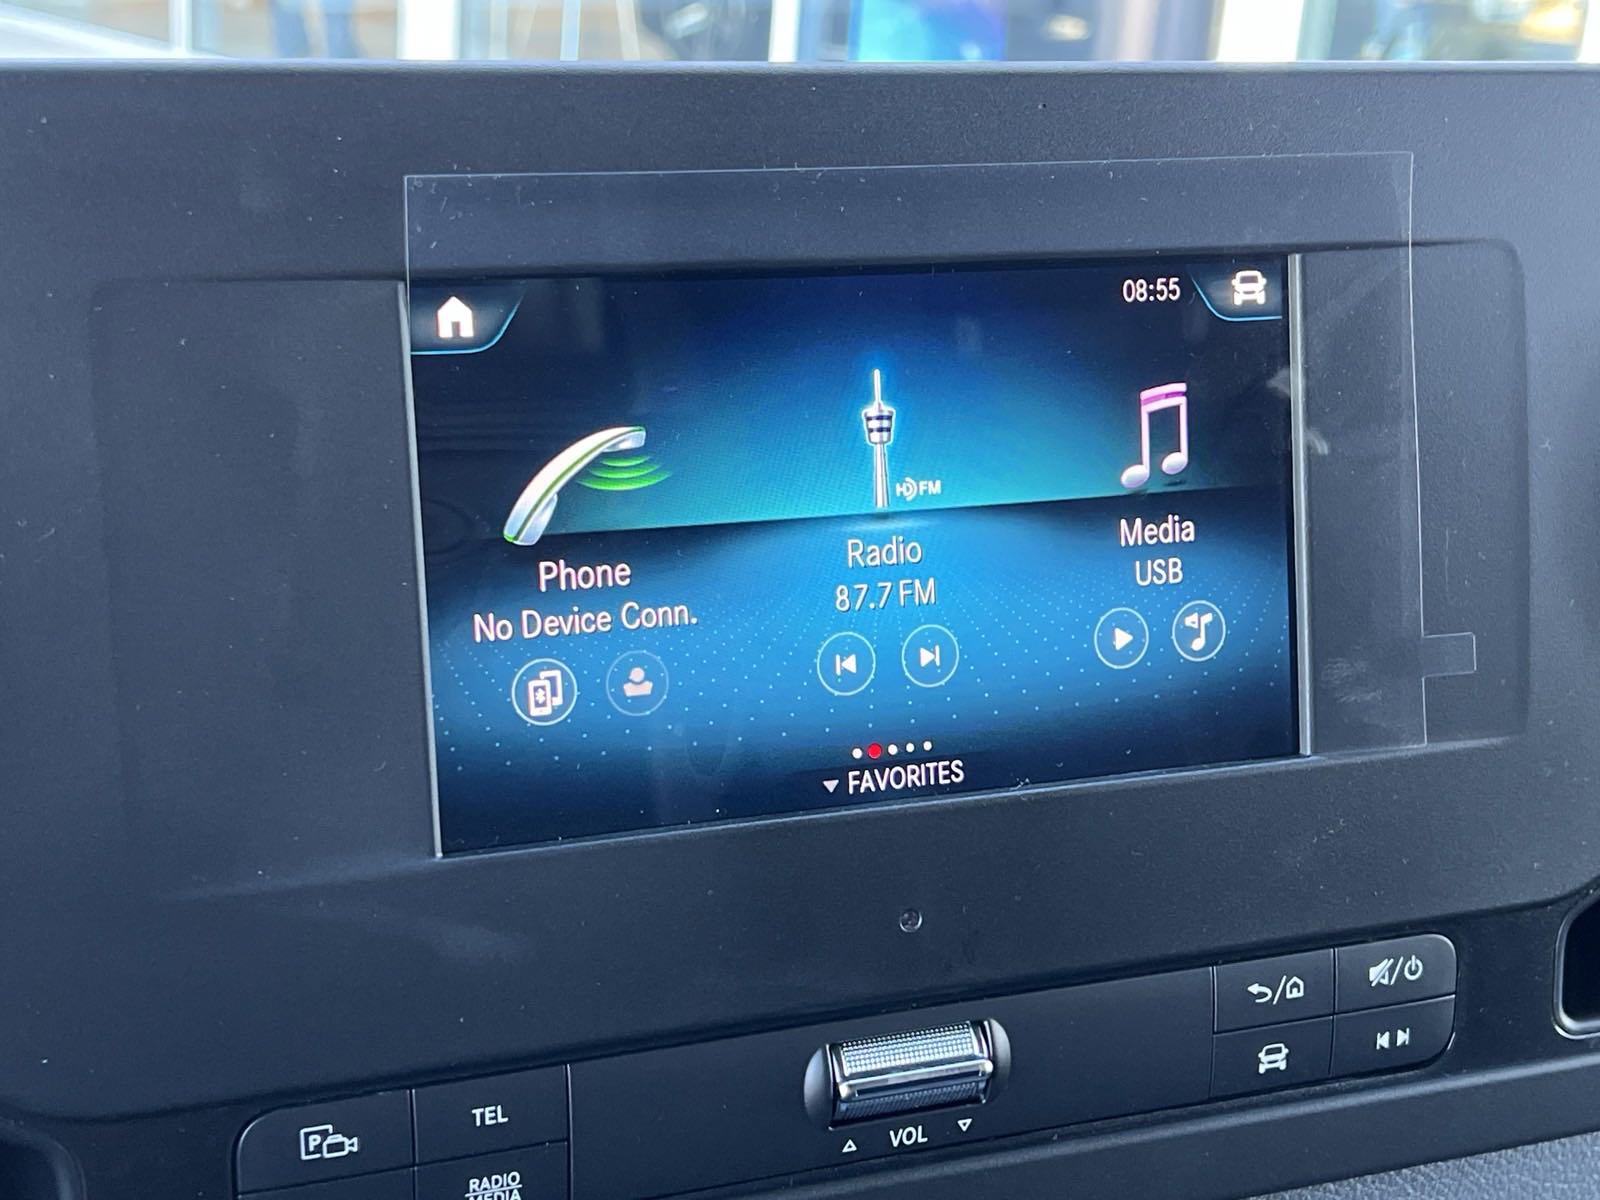 08:55
HD FM
Phone
No Device Conn.
Radio
87.7 FM
Media
USB
FAVORITES
P
TEL
VOL
RADIO
MEDIA